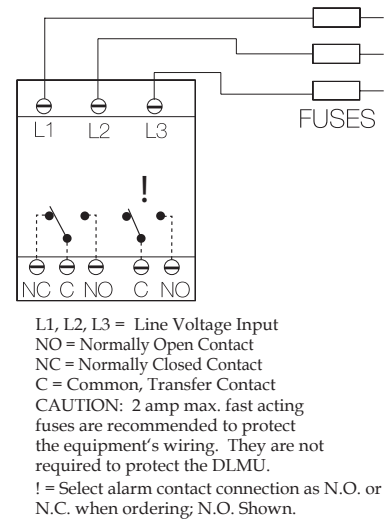 FUSES
L1 L2 L3
!
NC C NO C NO
L1, L2, L3 = Line Voltage Input
NO = Normally Open Contact
NC = Normally Closed Contact
C = Common, Transfer Contact
CAUTION: 2 amp max. fast acting
fuses are recommended to protect
the equipment‘s wiring. They are not
required to protect the DLMU.
! = Select alarm contact connection as N.O. or
N.C. when ordering; N.O. Shown.